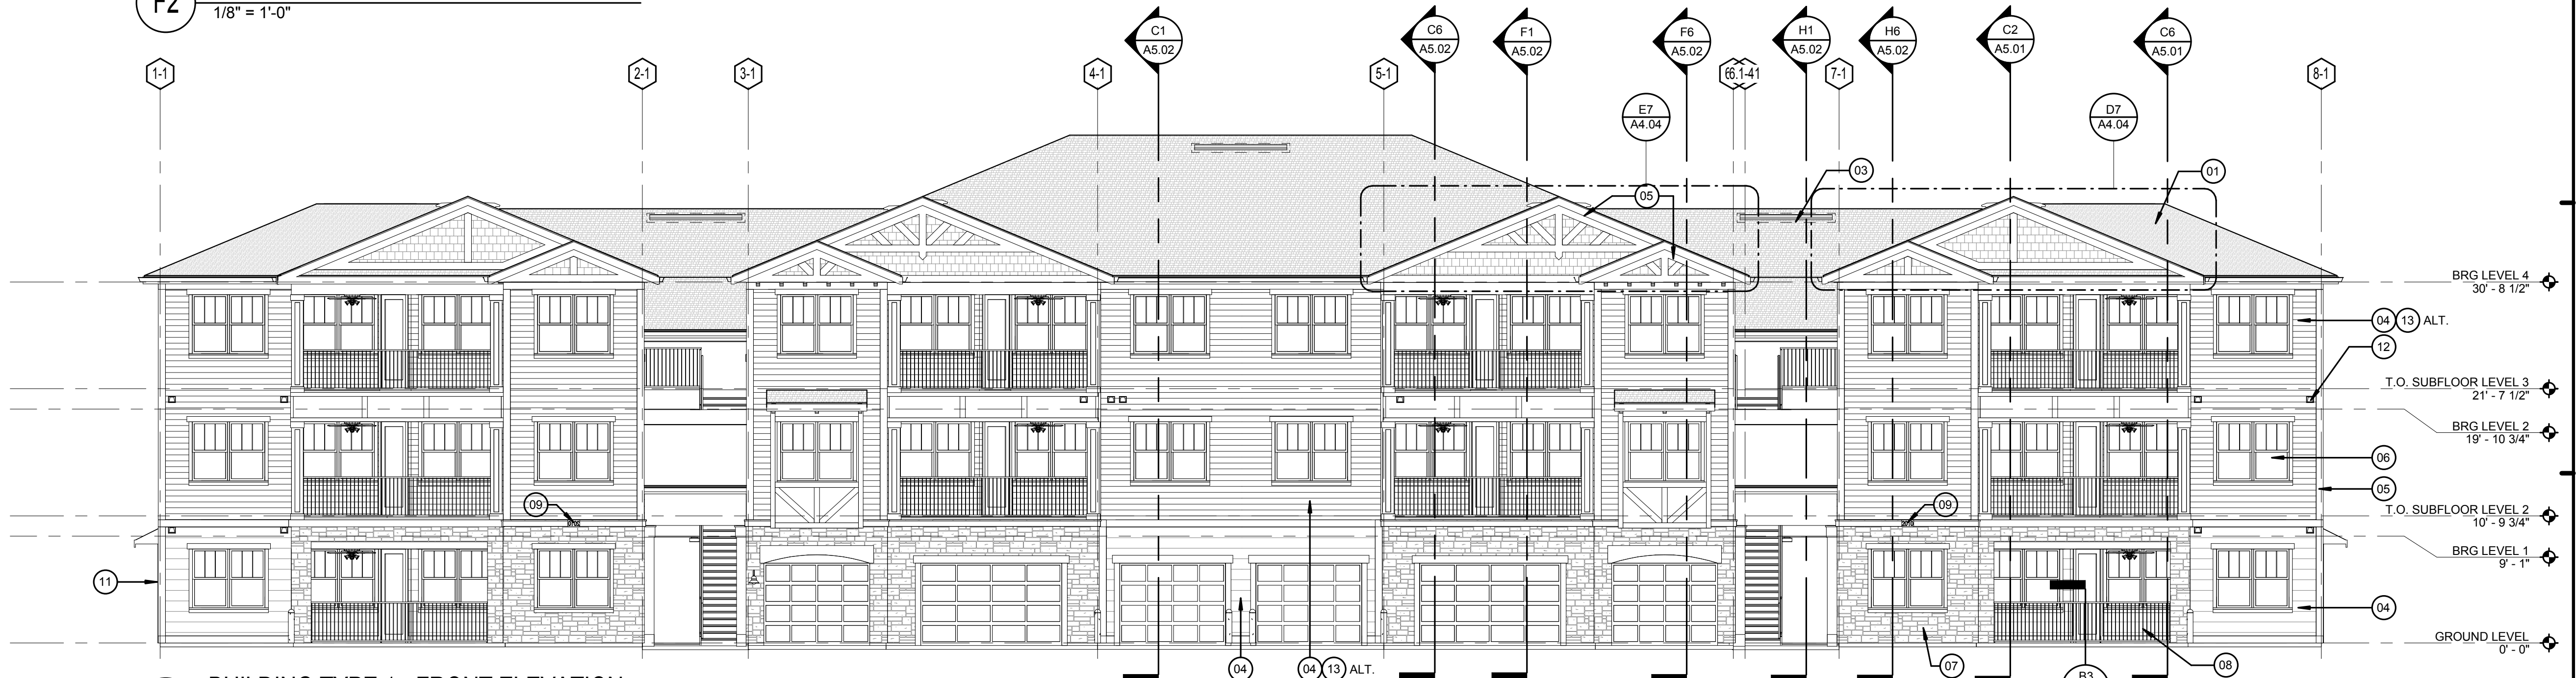 F2
1/8" = 1'-0"
C1
A5.02
C6
A5.02
F1
A5.02
F6
A5.02
H1
A5.02
H6
A5.02
C2
A5.01
C6
A5.01
1-1
2-1
3-1
4-1
5-1
7-1
8-1
E7
A4.04
D7
A4.04
03
01
05
BRG LEVEL 4
30' - 8 1/2"
04 13 ALT.
12
T.O. SUBFLOOR LEVEL 3
21' - 7 1/2"
BRG LEVEL 2
19' - 10 3/4"
06
05
09
09
T.O. SUBFLOOR LEVEL 2
10' - 9 3/4"
BRG LEVEL 1
9' - 1"
11
04
GROUND LEVEL
0' - 0"
04
04 13 ALT.
07
08
B3